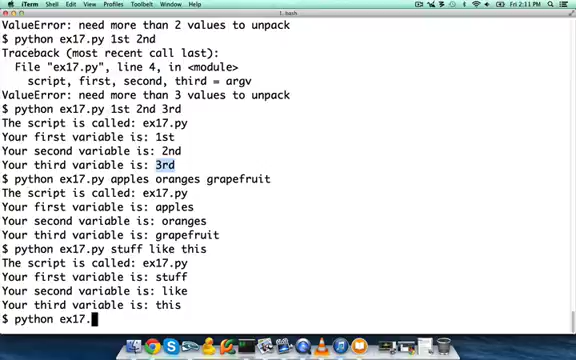 iTerm Shell Edit View Profiles Toolbelt Window Help Fri 2:11 PM
1. bash
ValueError: need more than 2 values to unpack
$ python ex17.py 1st 2nd
Traceback (most recent call last):
  File "ex17.py", line 4, in <module>
    script, first, second, third = argv
ValueError: need more than 3 values to unpack
$ python ex17.py 1st 2nd 3rd
The script is called: ex17.py
Your first variable is: 1st
Your second variable is: 2nd
Your third variable is: 3rd
$ python ex17.py apples oranges grapefruit
The script is called: ex17.py
Your first variable is: apples
Your second variable is: oranges
Your third variable is: grapefruit
$ python ex17.py stuff like this
The script is called: ex17.py
Your first variable is: stuff
Your second variable is: like
Your third variable is: this
$ python ex17.